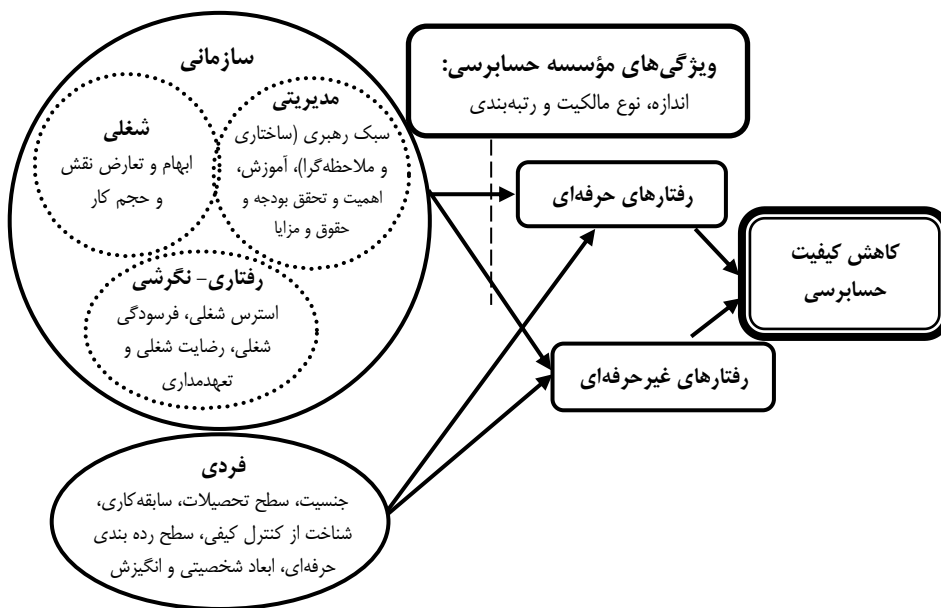 سازمانی
مدیریتی
سبک رهبری (ساختاری
و ملاحظه‌گرا)، آموزش،
اهمیت و تحقق بودجه و
حقوق و مزایا
شغلی
ابهام و تعارض نقش
و حجم کار
رفتاری- نگرشی
استرس شغلی، فرسودگی
شغلی، رضایت شغلی و
تعهدمداری
ویژگی‌های مؤسسه حسابرسی:
اندازه، نوع مالکیت و رتبه‌بندی
رفتارهای حرفه‌ای
رفتارهای غیرحرفه‌ای
کاهش کیفیت
حسابرسی
فردی
جنسیت، سطح تحصیلات، سابقه‌کاری،
شناخت از کنترل کیفی، سطح رده بندی
حرفه‌ای، ابعاد شخصیتی و انگیزش